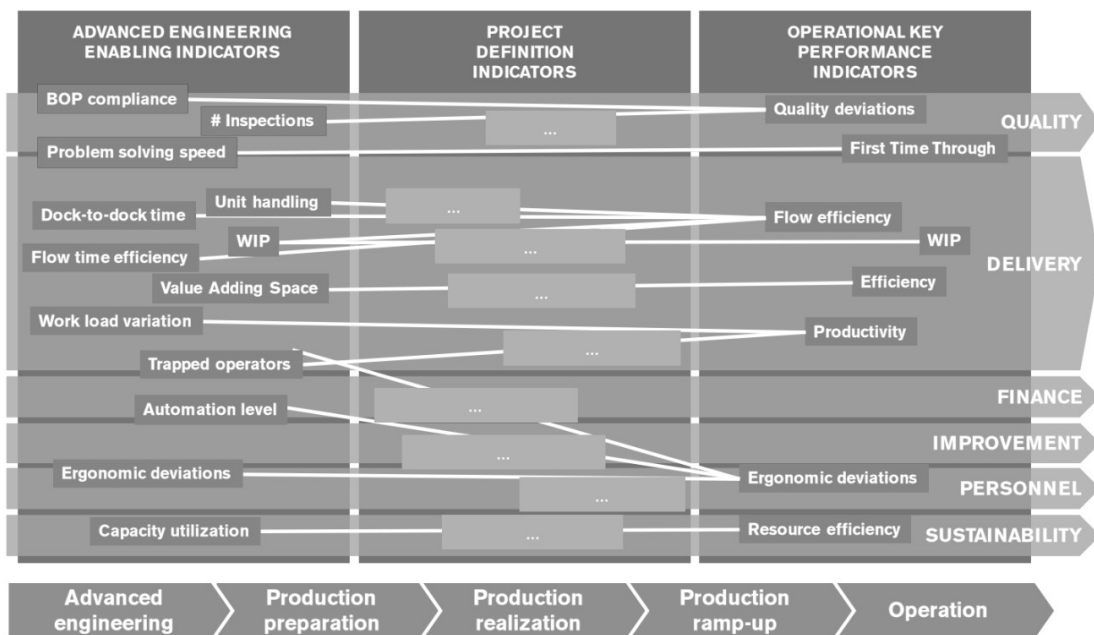 ADVANCED ENGINEERING
ENABLING INDICATORS
PROJECT
DEFINITION
INDICATORS
OPERATIONAL KEY
PERFORMANCE
INDICATORS
BOP compliance
Quality deviations
# Inspections
...
QUALITY
Problem solving speed
First Time Through
Unit handling
...
Dock-to-dock time
Flow efficiency
WIP
...
WIP
Flow time efficiency
DELIVERY
Value Adding Space
...
Efficiency
Work load variation
Productivity
...
Trapped operators
FINANCE
Automation level
...
IMPROVEMENT
...
Ergonomic deviations
Ergonomic deviations
PERSONNEL
...
Capacity utilization
...
Resource efficiency
SUSTAINABILITY
Advanced
engineering
Production
preparation
Production
realization
Production
ramp-up
Operation